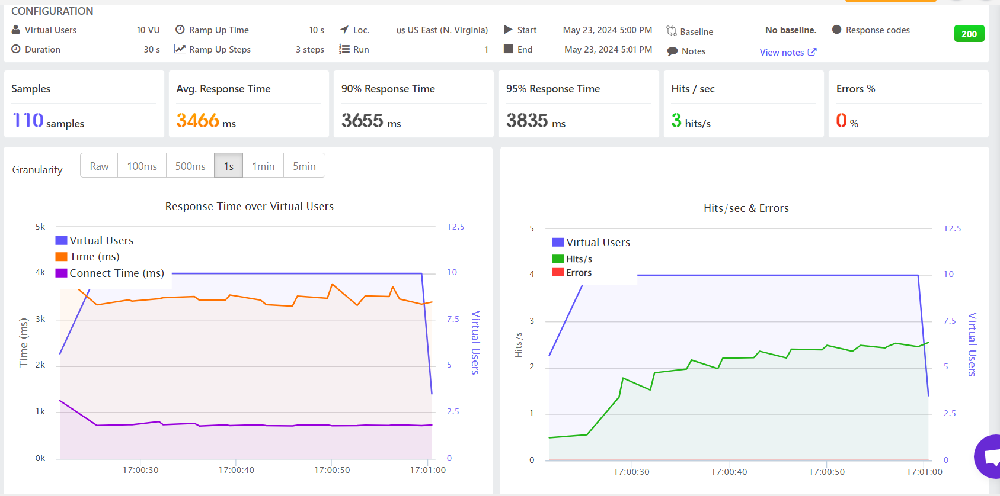 CONFIGURATION
Virtual Users 10 VU Ramp Up Time 10 s Loc. us US East (N. Virginia) Start May 23, 2024 5:00 PM Baseline No baseline. Response codes 200
Duration 30 s Ramp Up Steps 3 steps Run 1 End May 23, 2024 5:01 PM Notes View notes
Samples Avg. Response Time 90% Response Time 95% Response Time Hits / sec Errors %
110 samples 3466 ms 3655 ms 3835 ms 3 hits/s 0 %
Granularity Raw 100ms 500ms 1s 1min 5min
Response Time over Virtual Users
5k 12.5
Virtual Users
Time (ms)
4k Connect Time (ms) 10
3k 7.5
2k 5
1k 2.5
0k 0
Time (ms)
Virtual Users
17:00:30 17:00:40 17:00:50 17:01:00
Hits/sec & Errors
5 12.5
Virtual Users
Hits/s
4 Errors 10
3 7.5
2 5
1 2.5
0 0
Hits/s
Virtual Users
17:00:30 17:00:40 17:00:50 17:01:00